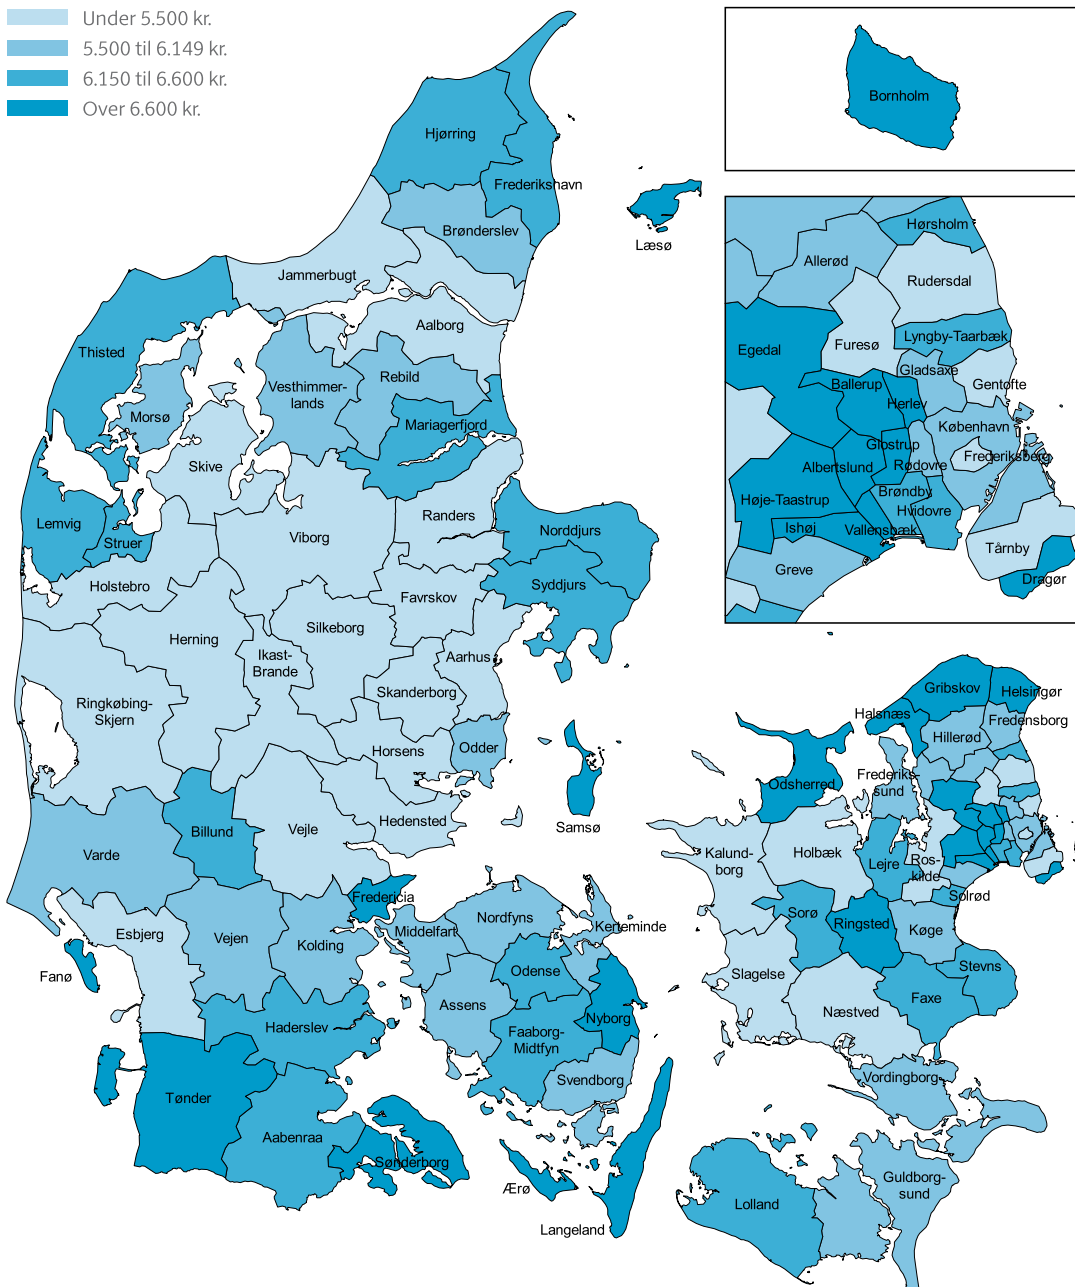 Under 5.500 kr.
5.500 til 6.149 kr.
6.150 til 6.600 kr.
Over 6.600 kr.
Bornholm
Hjørring
Frederikshavn
Læsø
Brønderslev
Jammerbugt
Aalborg
Thisted
Rebild
Vesthimmer-
lands
Morsø
Mariagerfjord
Skive
Lemvig
Struer
Viborg
Randers
Norddjurs
Syddjurs
Holstebro
Favrskov
Herning
Silkeborg
Ikast-
Brande
Aarhus
Skanderborg
Ringkøbing-
Skjern
Horsens
Odder
Hedensted
Samsø
Billund
Vejle
Varde
Fredericia
Esbjerg
Vejen
Kolding
Fanø
Haderslev
Tønder
Aabenraa
Sønderborg
Middelfart
Nordfyns
Kerteminde
Odense
Assens
Nyborg
Faaborg-
Midtfyn
Svendborg
Ærø
Langeland
Hørsholm
Allerød
Rudersdal
Egedal
Furesø
Lyngby-Taarbæk
Gladsaxe
Gentofte
Ballerup
Herlev
København
Glostrup
Frederiksberg
Albertslund
Rødovre
Høje-Taastrup
Brøndby
Hvidovre
Ishøj
Vallensbæk
Tårnby
Greve
Dragør
Gribskov
Helsingør
Halsnæs
Fredensborg
Hillerød
Odsherred
Frederiks-
sund
Kalund-
borg
Holbæk
Lejre
Ros-
kilde
Solrød
Sorø
Ringsted
Køge
Slagelse
Stevns
Faxe
Næstved
Vordingborg
Guldborg-
sund
Lolland